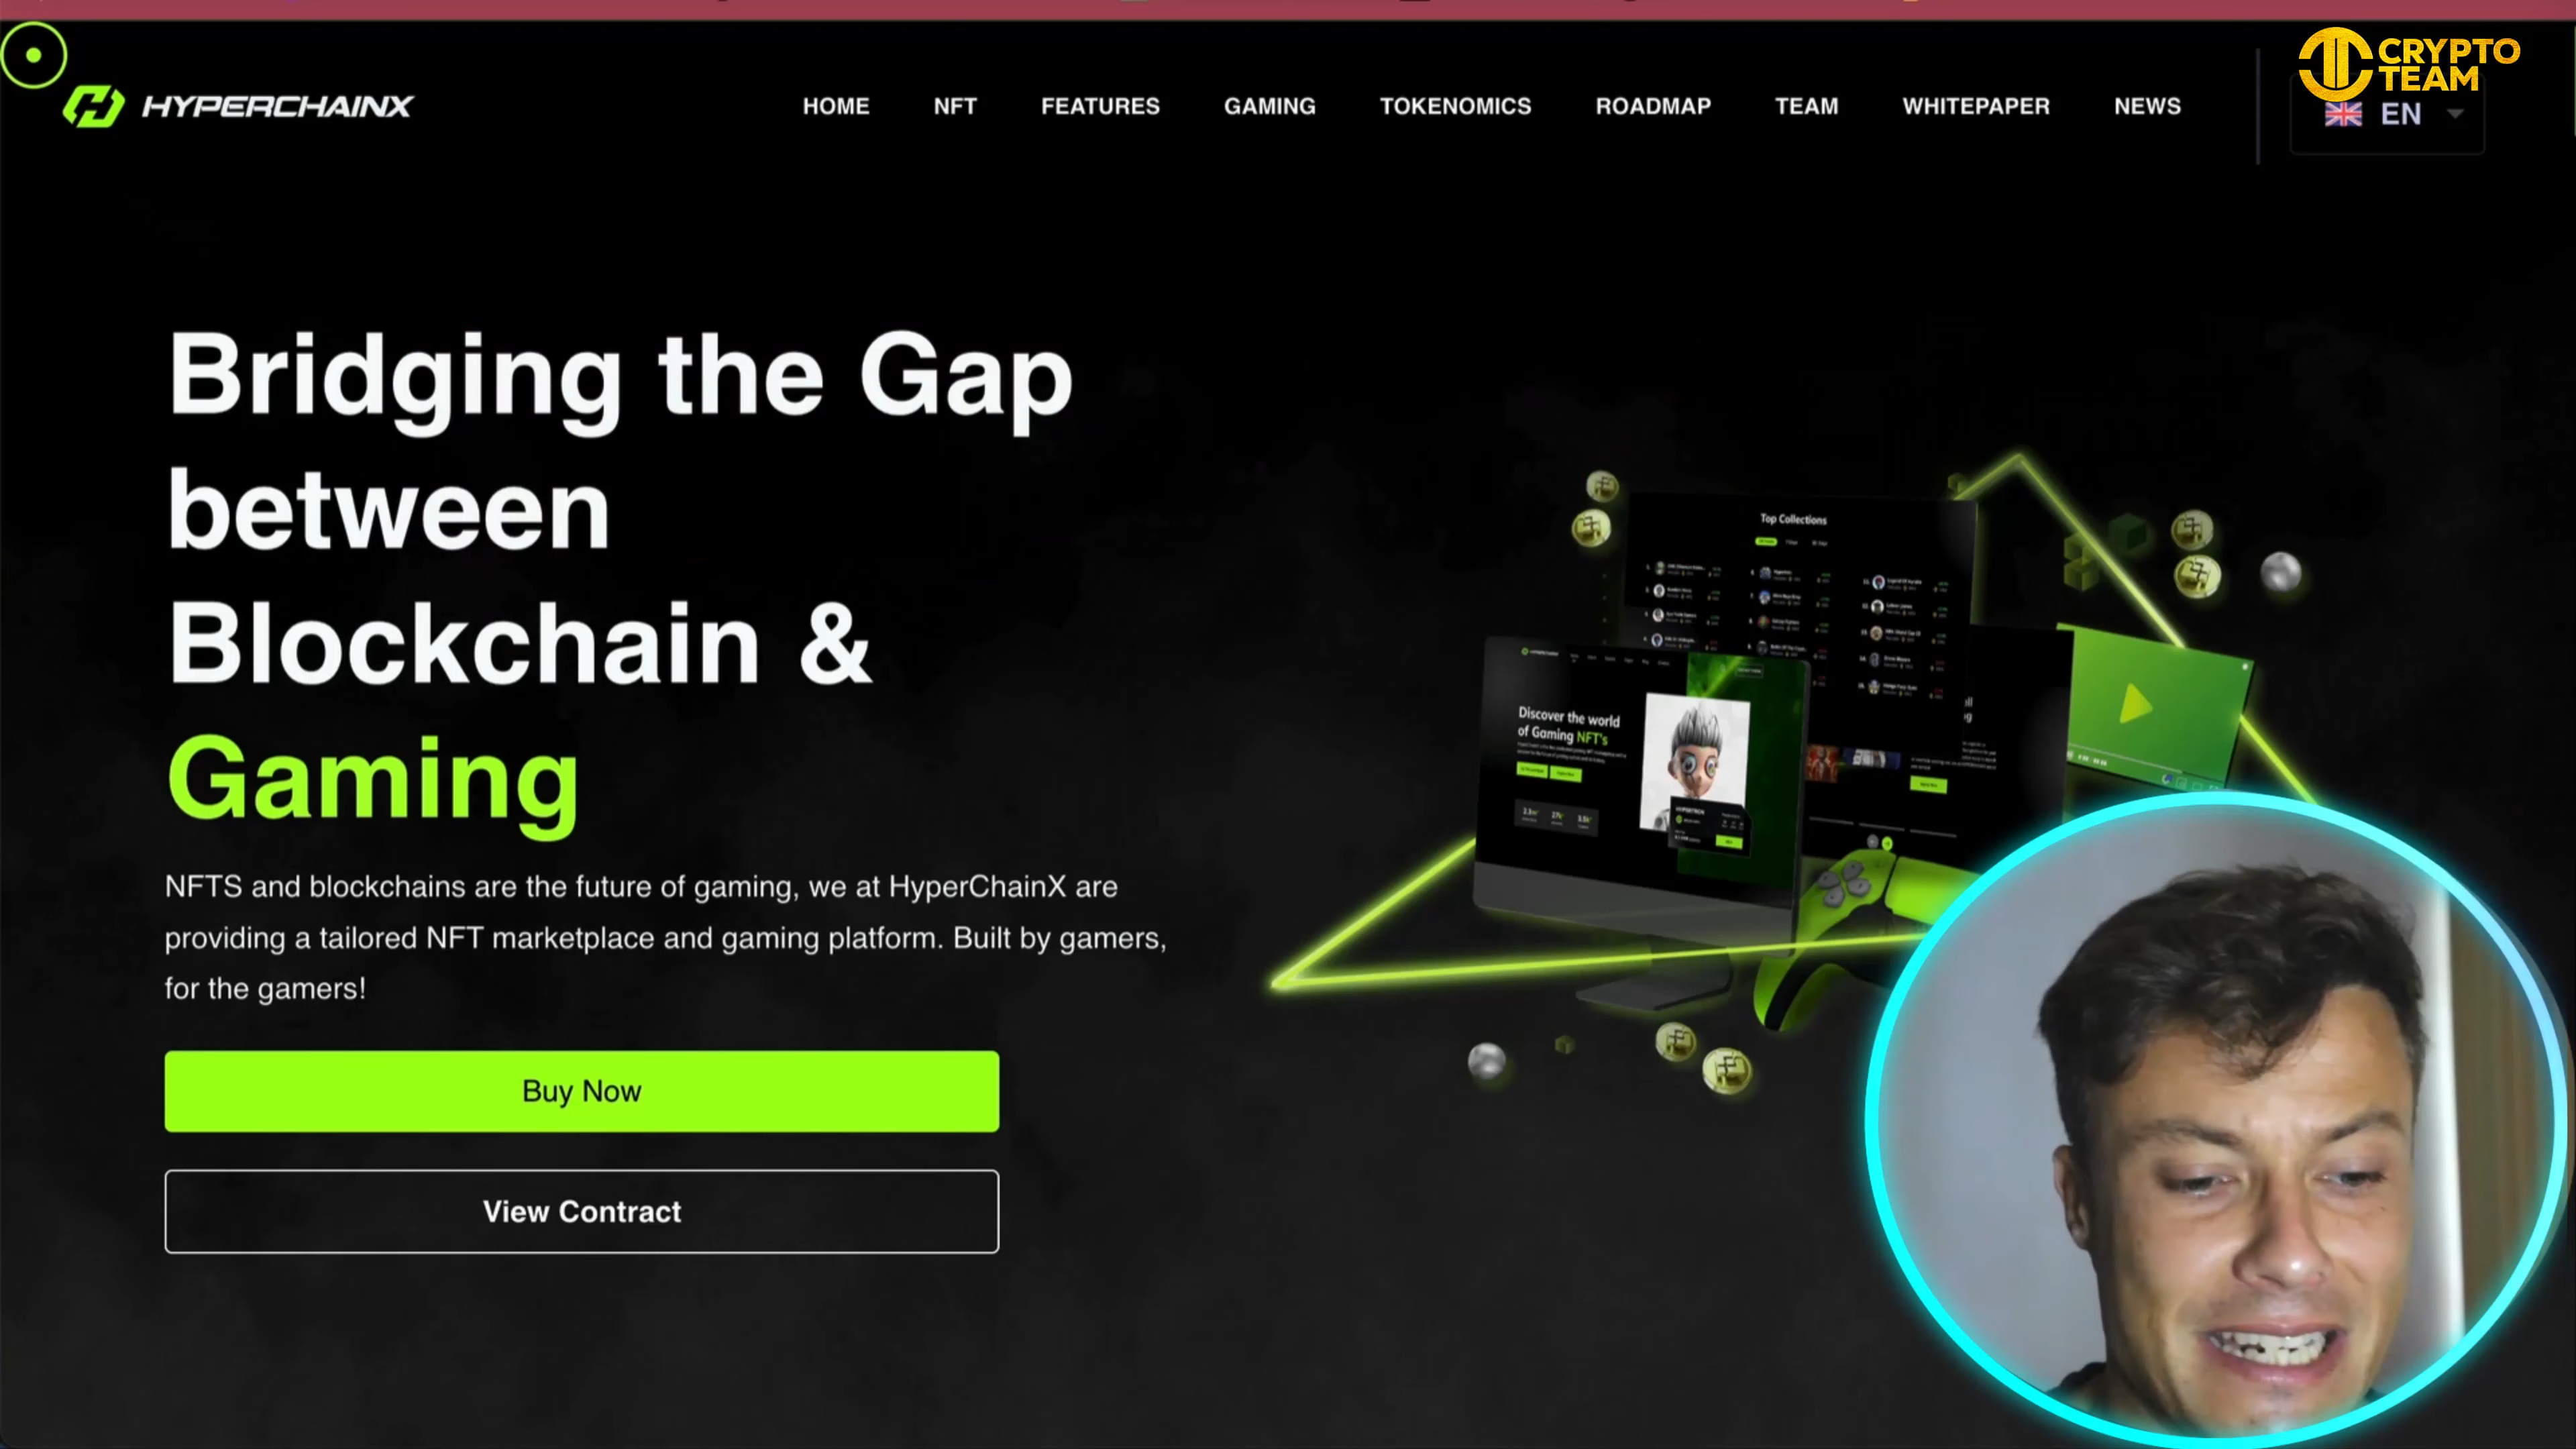 CRYPTO
TEAM
HYPERCHAINX
HOME
NFT
FEATURES
GAMING
TOKENOMICS
ROADMAP
TEAM
WHITEPAPER
NEWS
EN
Bridging the Gap
between
Blockchain &
Gaming
NFTS and blockchains are the future of gaming, we at HyperChainX are
providing a tailored NFT marketplace and gaming platform. Built by gamers,
for the gamers!
Buy Now
View Contract
Top Collections
Discover the world
of Gaming NFT's